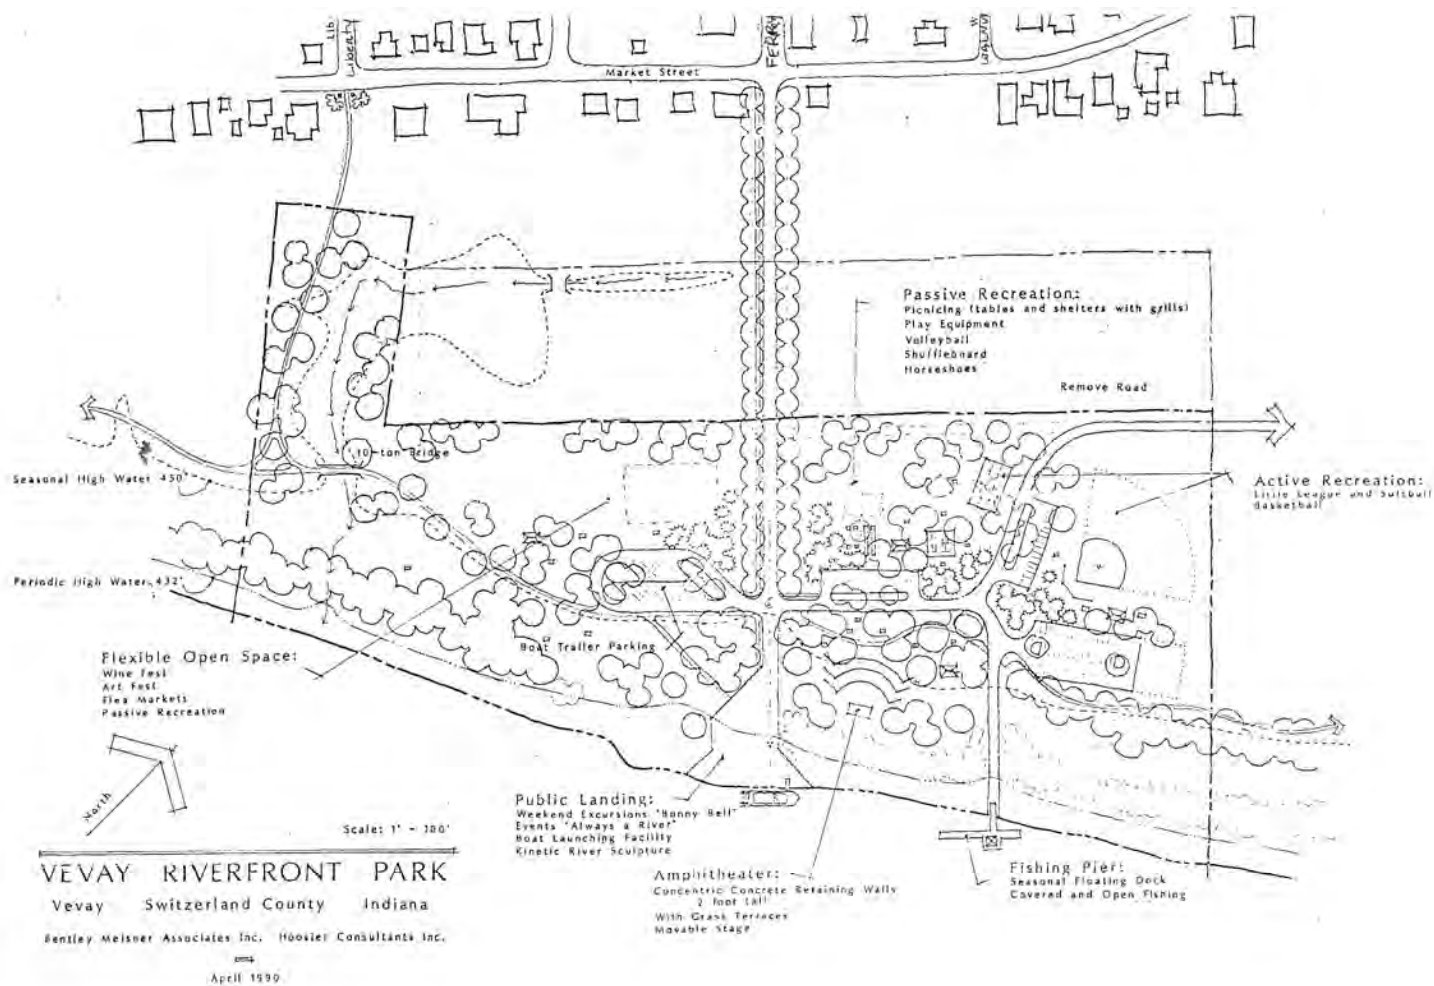 Lib.
Liberty
FERRY
W
WALNUT
Market Street
Passive Recreation:
Picnicing (tables and shelters with grills)
Play Equipment
Volleyball
Shuffleboard
Horseshoes
Remove Road
10-ton Bridge
Seasonal High Water 450'
Active Recreation:
Little League and Softball
Basketball
Periodic High Water 432'
Boat Trailer Parking
Flexible Open Space:
Wine Fest
Art Fest
Flea Markets
Passive Recreation
North
Public Landing:
Weekend Excursions "Bonny Bell"
Events "Always a River"
Boat Launching Facility
Kinetic River Sculpture
Scale: 1" = 100'
VEVAY RIVERFRONT PARK
Vevay Switzerland County Indiana
Bentley Meisner Associates Inc. Hoosier Consultants Inc.
April 1990
Amphitheater:
Concentric Concrete Retaining Walls
2 foot tall
With Grass Terraces
Movable Stage
Fishing Pier:
Seasonal Floating Dock
Covered and Open Fishing